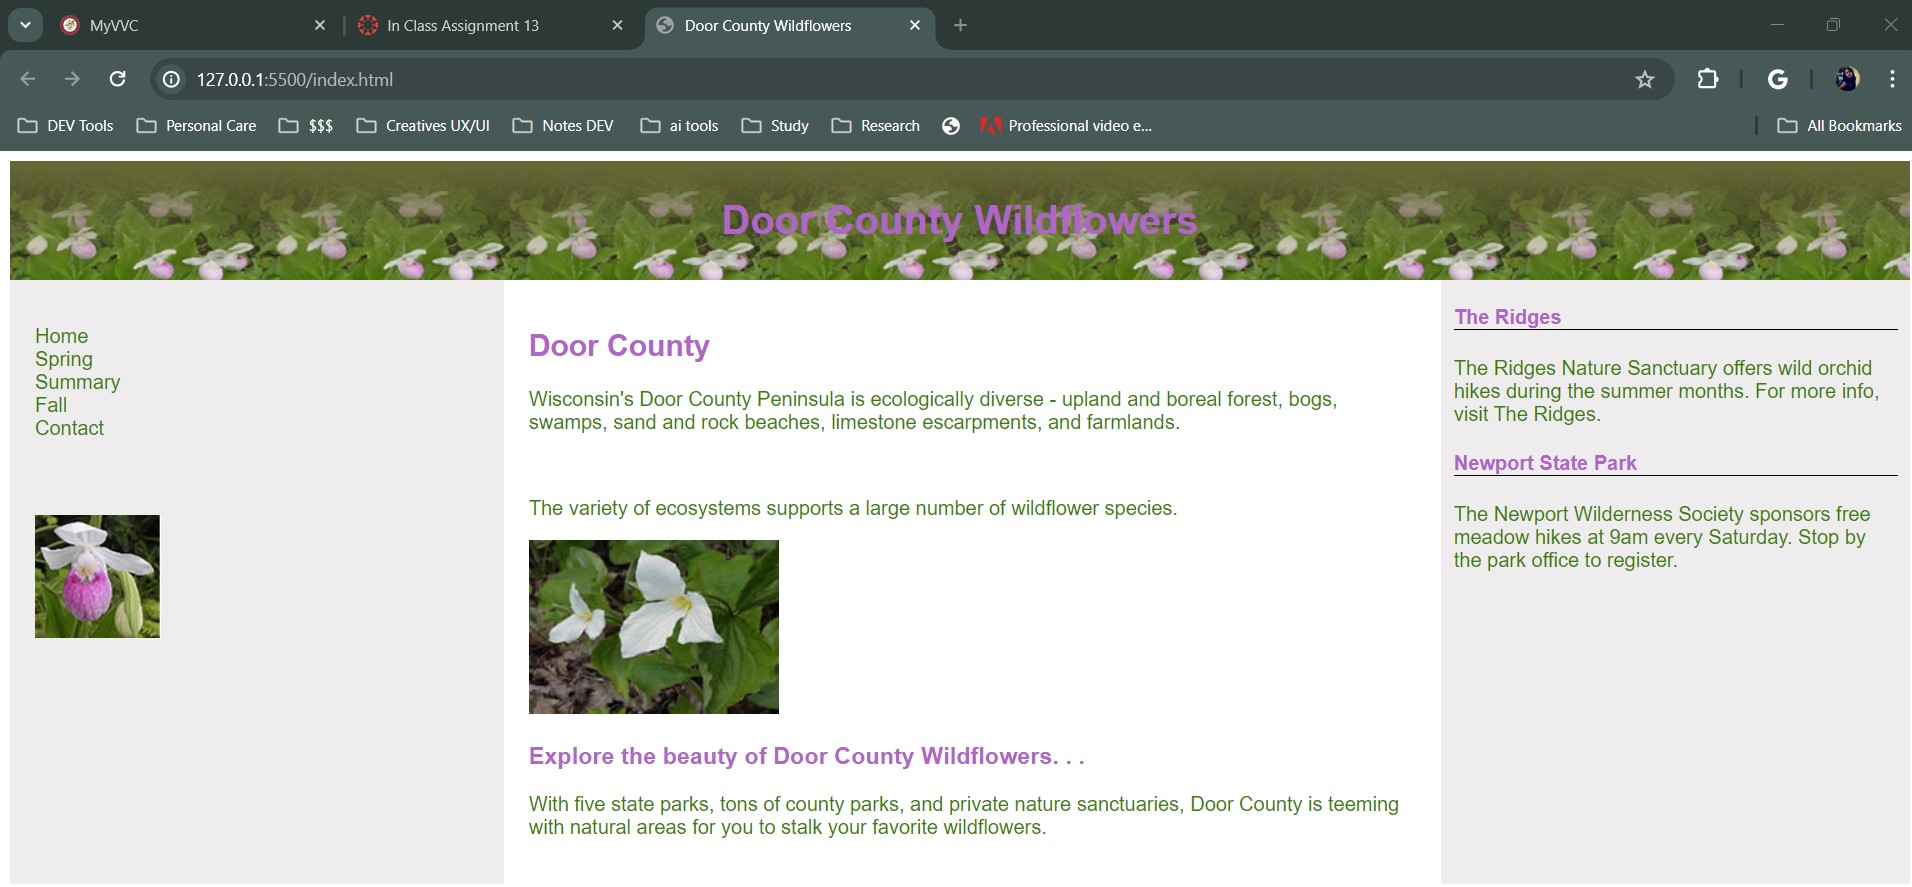 MyVVC
In Class Assignment 13
Door County Wildflowers
127.0.0.1:5500/index.html
G
DEV Tools
Personal Care
$$$
Creatives UX/UI
Notes DEV
ai tools
Study
Research
Professional video e...
All Bookmarks
Door County Wildflowers
Home
Spring
Summary
Fall
Contact
Door County
Wisconsin's Door County Peninsula is ecologically diverse - upland and boreal forest, bogs,
swamps, sand and rock beaches, limestone escarpments, and farmlands.
The variety of ecosystems supports a large number of wildflower species.
Explore the beauty of Door County Wildflowers. . .
With five state parks, tons of county parks, and private nature sanctuaries, Door County is teeming
with natural areas for you to stalk your favorite wildflowers.
The Ridges
The Ridges Nature Sanctuary offers wild orchid
hikes during the summer months. For more info,
visit The Ridges.
Newport State Park
The Newport Wilderness Society sponsors free
meadow hikes at 9am every Saturday. Stop by
the park office to register.